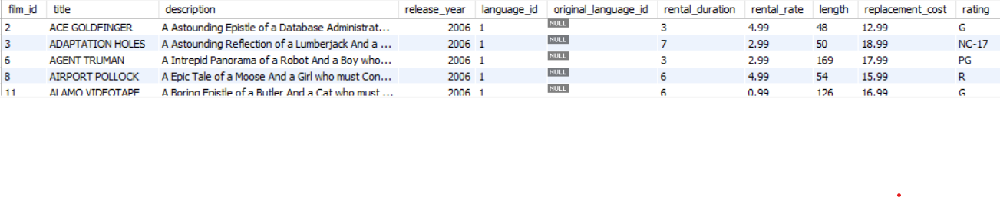 film_id title description release_year language_id original_language_id rental_duration rental_rate length replacement_cost rating
2 ACE GOLDFINGER A Astounding Epistle of a Database Administrat... 2006 1 NULL 3 4.99 48 12.99 G
3 ADAPTATION HOLES A Astounding Reflection of a Lumberjack And a ... 2006 1 NULL 7 2.99 50 18.99 NC-17
6 AGENT TRUMAN A Intrepid Panorama of a Robot And a Boy who... 2006 1 NULL 3 2.99 169 17.99 PG
8 AIRPORT POLLOCK A Epic Tale of a Moose And a Girl who must Con... 2006 1 NULL 6 4.99 54 15.99 R
11 ALAMO VIDEOTAPE A Boring Epistle of a Butler And a Cat who must ... 2006 1 NULL 6 0.99 126 16.99 G